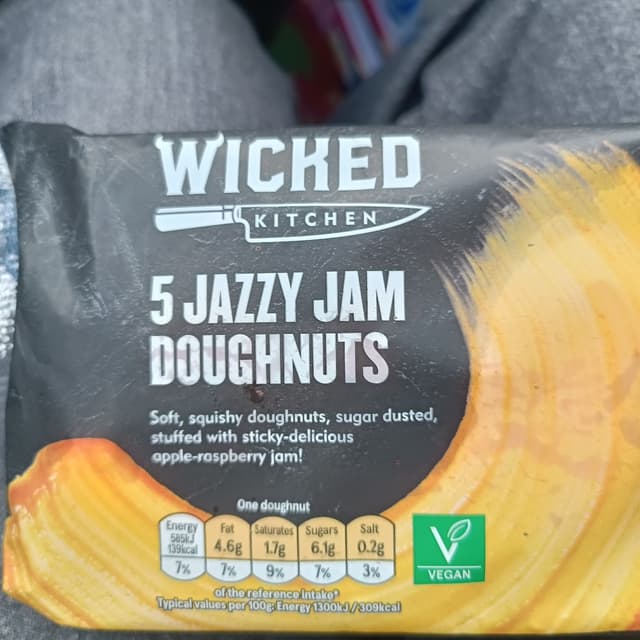 WICKED
KITCHEN
5 JAZZY JAM
DOUGHNUTS
Soft, squishy doughnuts, sugar dusted,
stuffed with sticky-delicious
apple-raspberry jam!
One doughnut
Energy Fat Saturates Sugars Salt
585kJ
139kcal 4.6g 1.7g 6.1g 0.2g
7% 7% 9% 7% 3%
of the reference intake*
Typical values per 100g: Energy 1300kJ / 309kcal
V
VEGAN